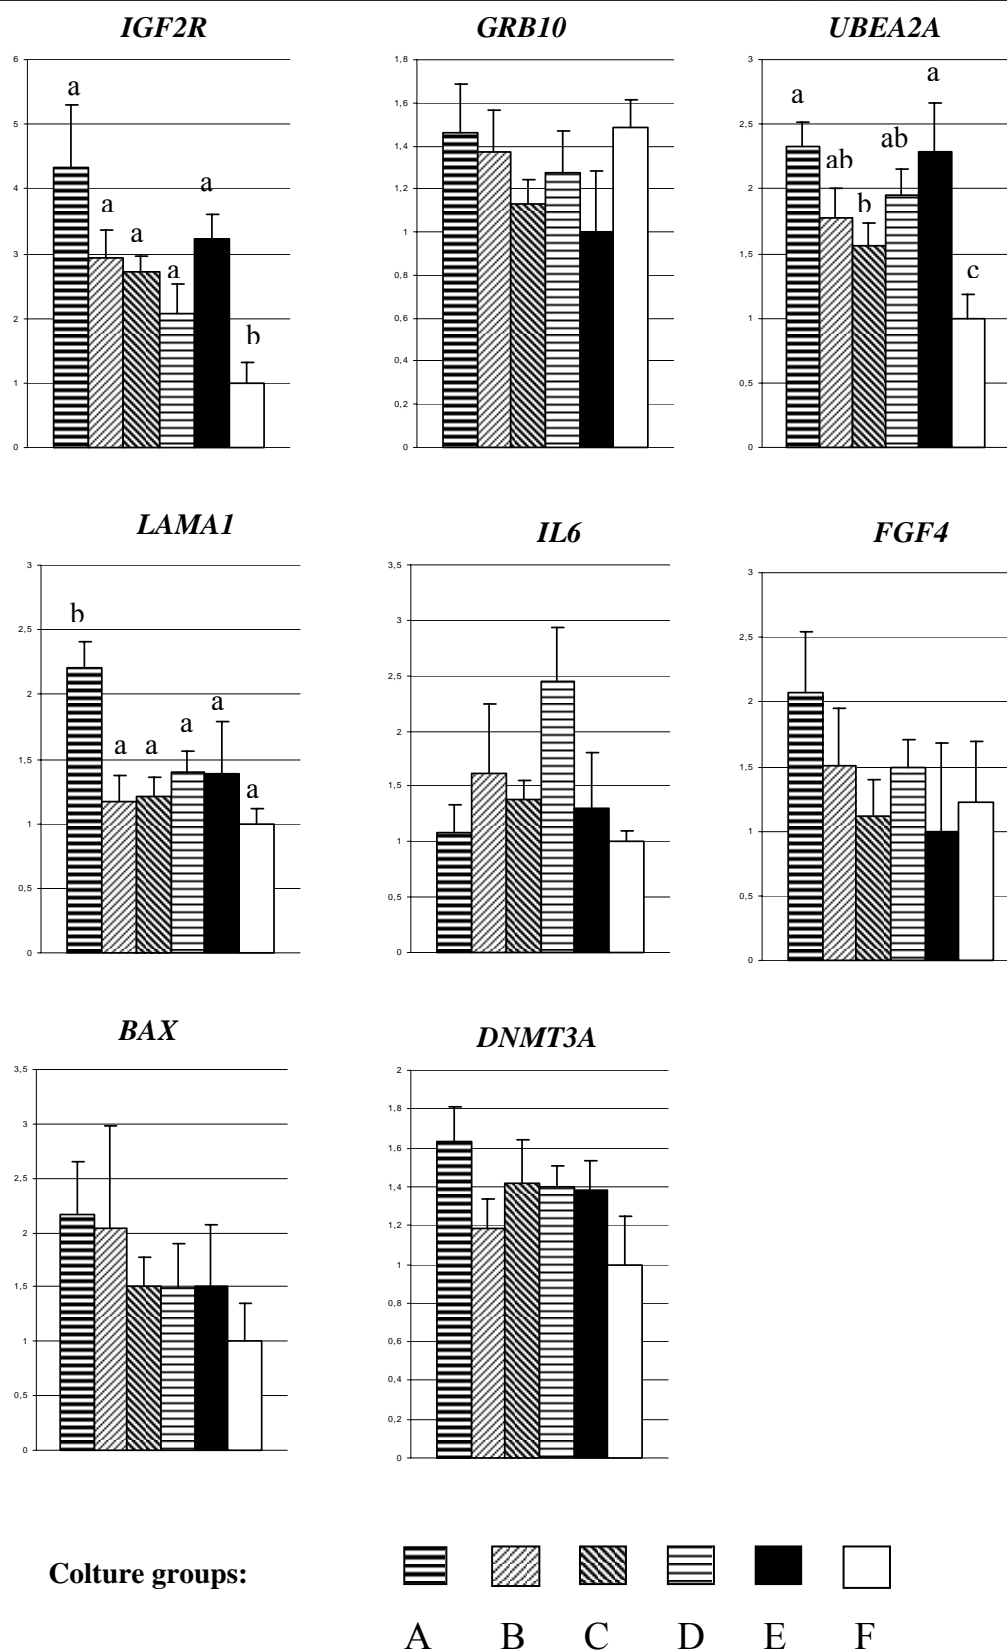 IGF2R
GRB10
UBEA2A
6
5
4
3
2
1
0
a
a
a
a
a
b
1,8
1,6
1,4
1,2
1
0,8
0,6
0,4
0,2
0
3
2,5
2
1,5
1
0,5
0
a
ab
b
ab
a
c
LAMA1
IL6
FGF4
3
2,5
2
1,5
1
0,5
0
b
a
a
a
a
a
3,5
3
2,5
2
1,5
1
0,5
0
3
2,5
2
1,5
1
0,5
0
BAX
DNMT3A
3,5
3
2,5
2
1,5
1
0,5
0
2
1,8
1,6
1,4
1,2
1
0,8
0,6
0,4
0,2
0
Colture groups:
A B C D E F